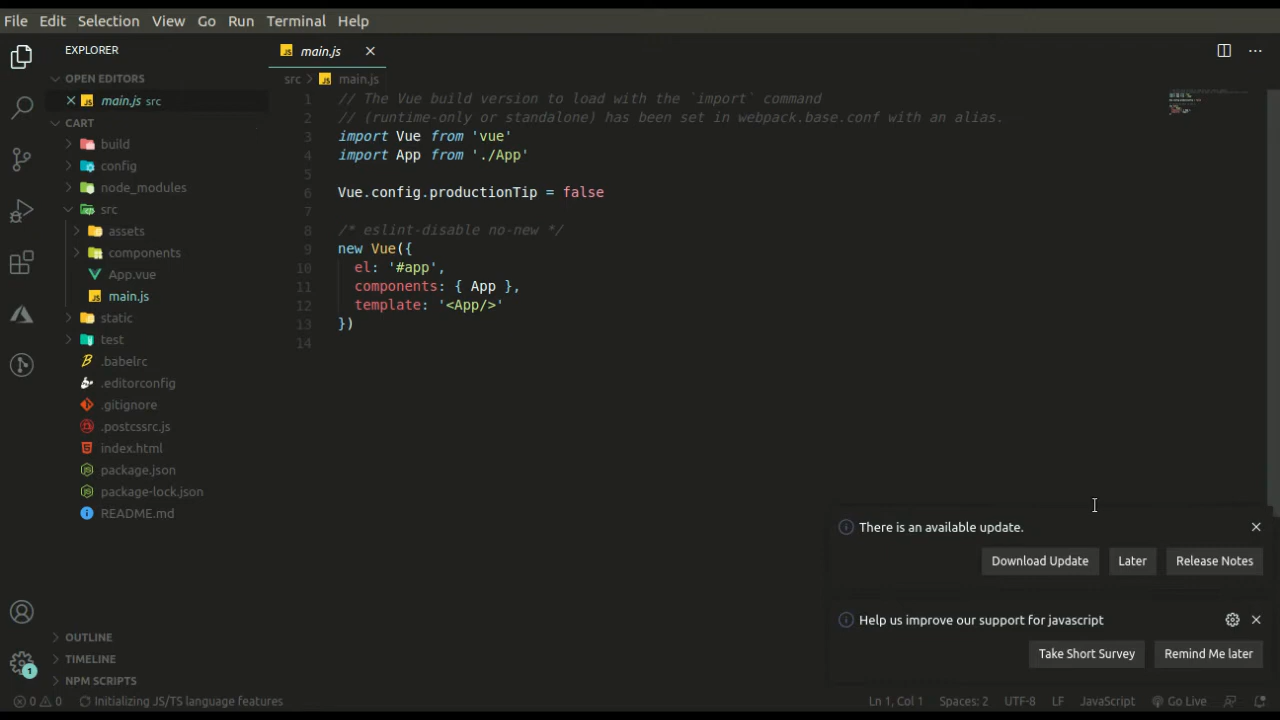 File Edit Selection View Go Run Terminal Help
EXPLORER
OPEN EDITORS
main.js src
CART
build
config
node_modules
src
assets
components
App.vue
main.js
static
test
.babelrc
.editorconfig
.gitignore
.postcssrc.js
index.html
package.json
package-lock.json
README.md
OUTLINE
TIMELINE
NPM SCRIPTS
main.js
src > main.js
1 // The Vue build version to load with the `import` command
2 // (runtime-only or standalone) has been set in webpack.base.conf with an alias.
3 import Vue from 'vue'
4 import App from './App'
5
6 Vue.config.productionTip = false
7
8 /* eslint-disable no-new */
9 new Vue({
10 el: '#app',
11 components: { App },
12 template: '<App/>'
13 })
14
There is an available update.
Download Update Later Release Notes
Help us improve our support for javascript
Take Short Survey Remind Me later
1
0 0 Initializing JS/TS language features Ln 1, Col 1 Spaces: 2 UTF-8 LF JavaScript Go Live